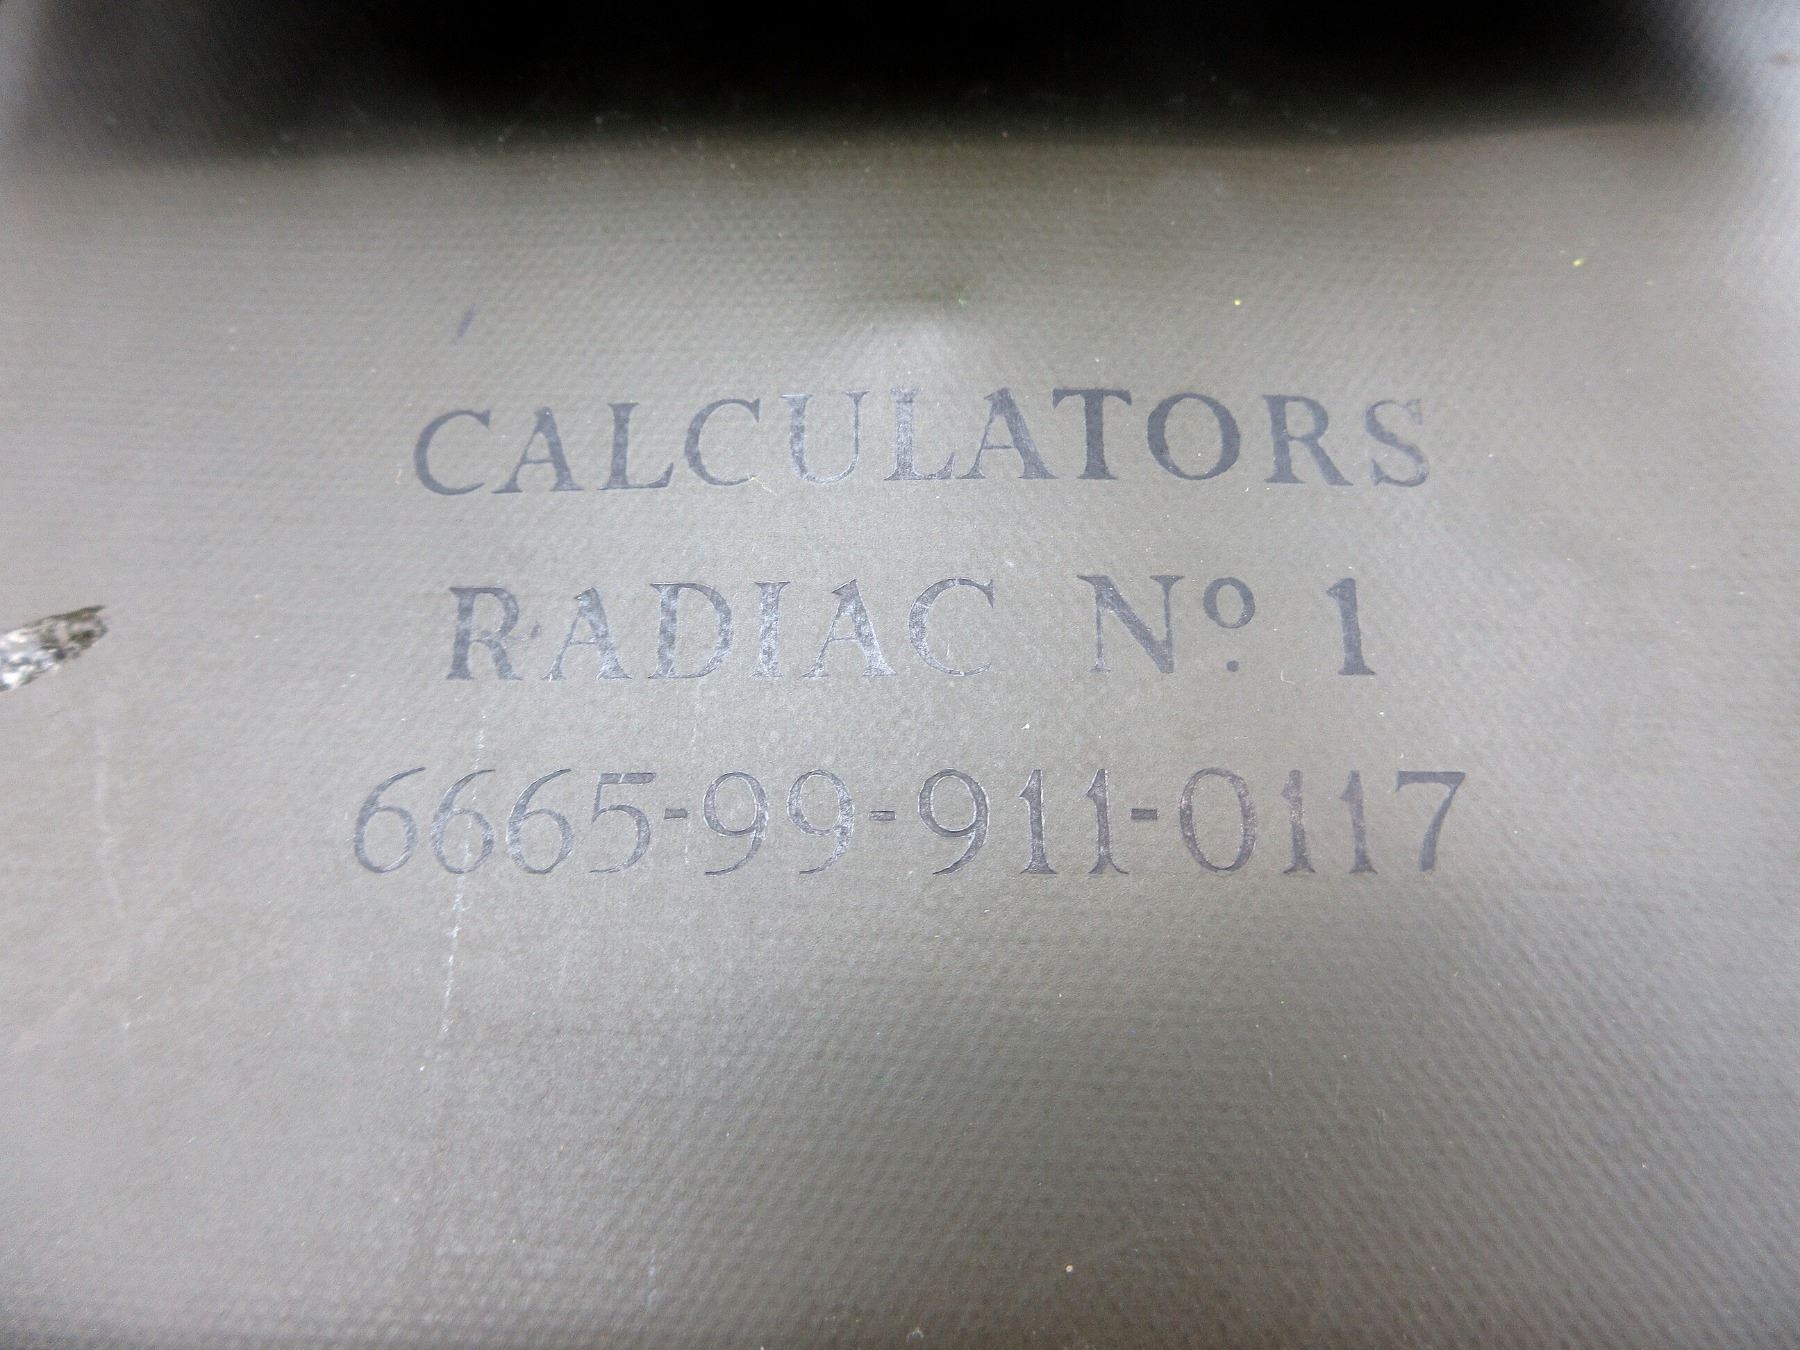 CALCULATORS
RADIAC Nº. 1
6665-99-911-0117